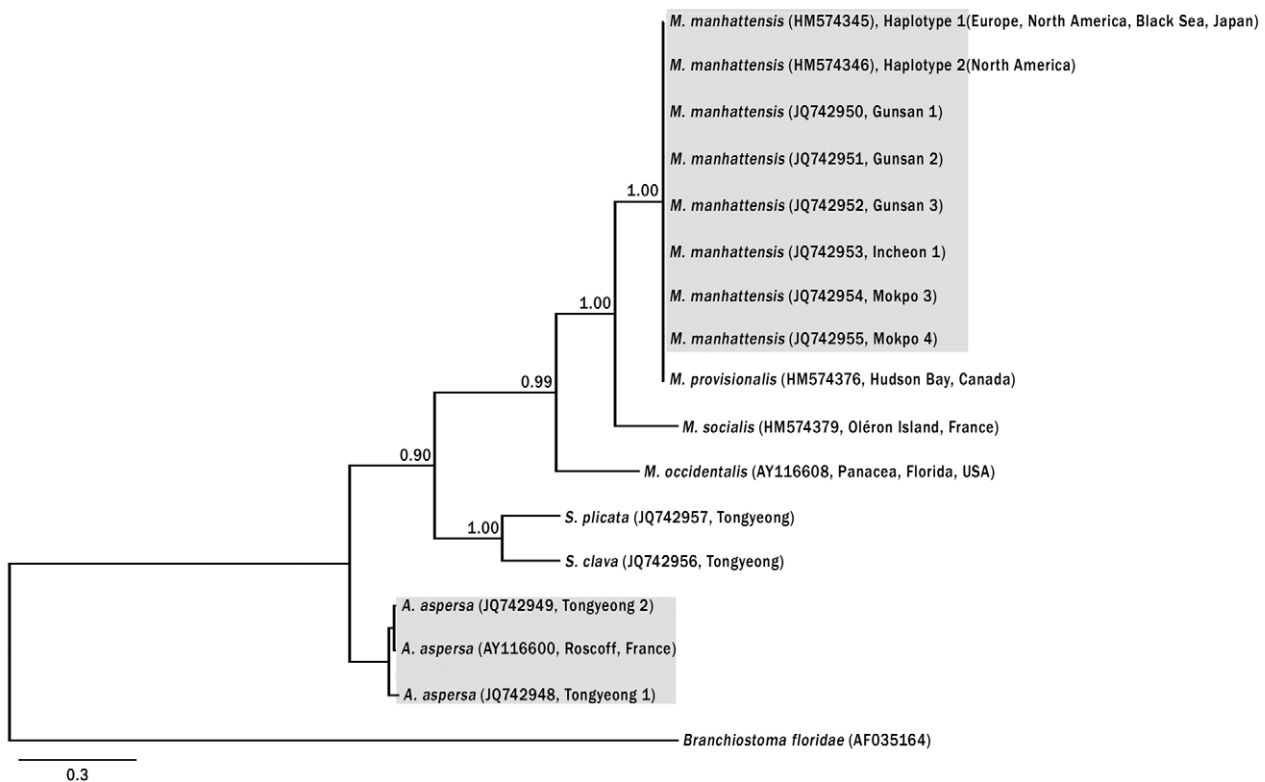 M. manhattensis (HM574345), Haplotype 1(Europe, North America, Black Sea, Japan)
M. manhattensis (HM574346), Haplotype 2(North America)
M. manhattensis (JQ742950, Gunsan 1)
M. manhattensis (JQ742951, Gunsan 2)
1.00
M. manhattensis (JQ742952, Gunsan 3)
M. manhattensis (JQ742953, Incheon 1)
1.00
M. manhattensis (JQ742954, Mokpo 3)
M. manhattensis (JQ742955, Mokpo 4)
0.99
M. provisionalis (HM574376, Hudson Bay, Canada)
M. socialis (HM574379, Oléron Island, France)
0.90
M. occidentalis (AY116608, Panacea, Florida, USA)
S. plicata (JQ742957, Tongyeong)
1.00
S. clava (JQ742956, Tongyeong)
A. aspersa (JQ742949, Tongyeong 2)
A. aspersa (AY116600, Roscoff, France)
A. aspersa (JQ742948, Tongyeong 1)
Branchiostoma floridae (AF035164)
0.3